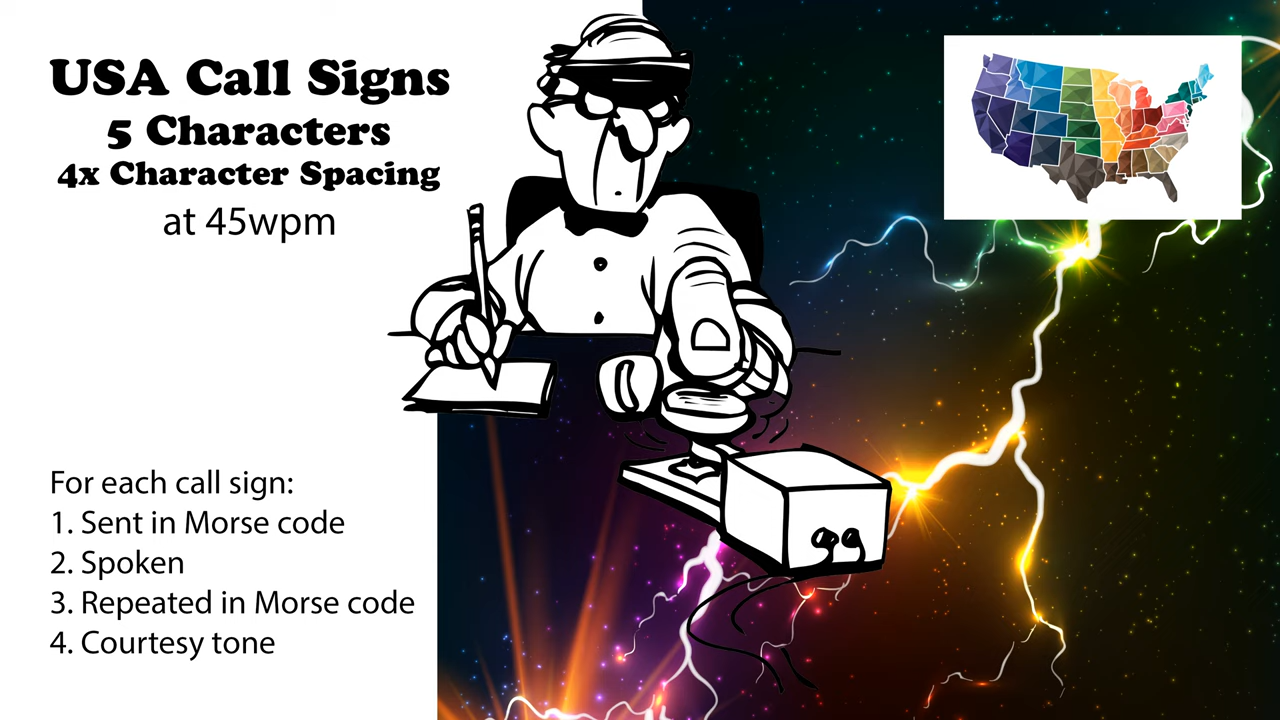 USA Call Signs
5 Characters
4x Character Spacing
at 45wpm
For each call sign:
1. Sent in Morse code
2. Spoken
3. Repeated in Morse code
4. Courtesy tone